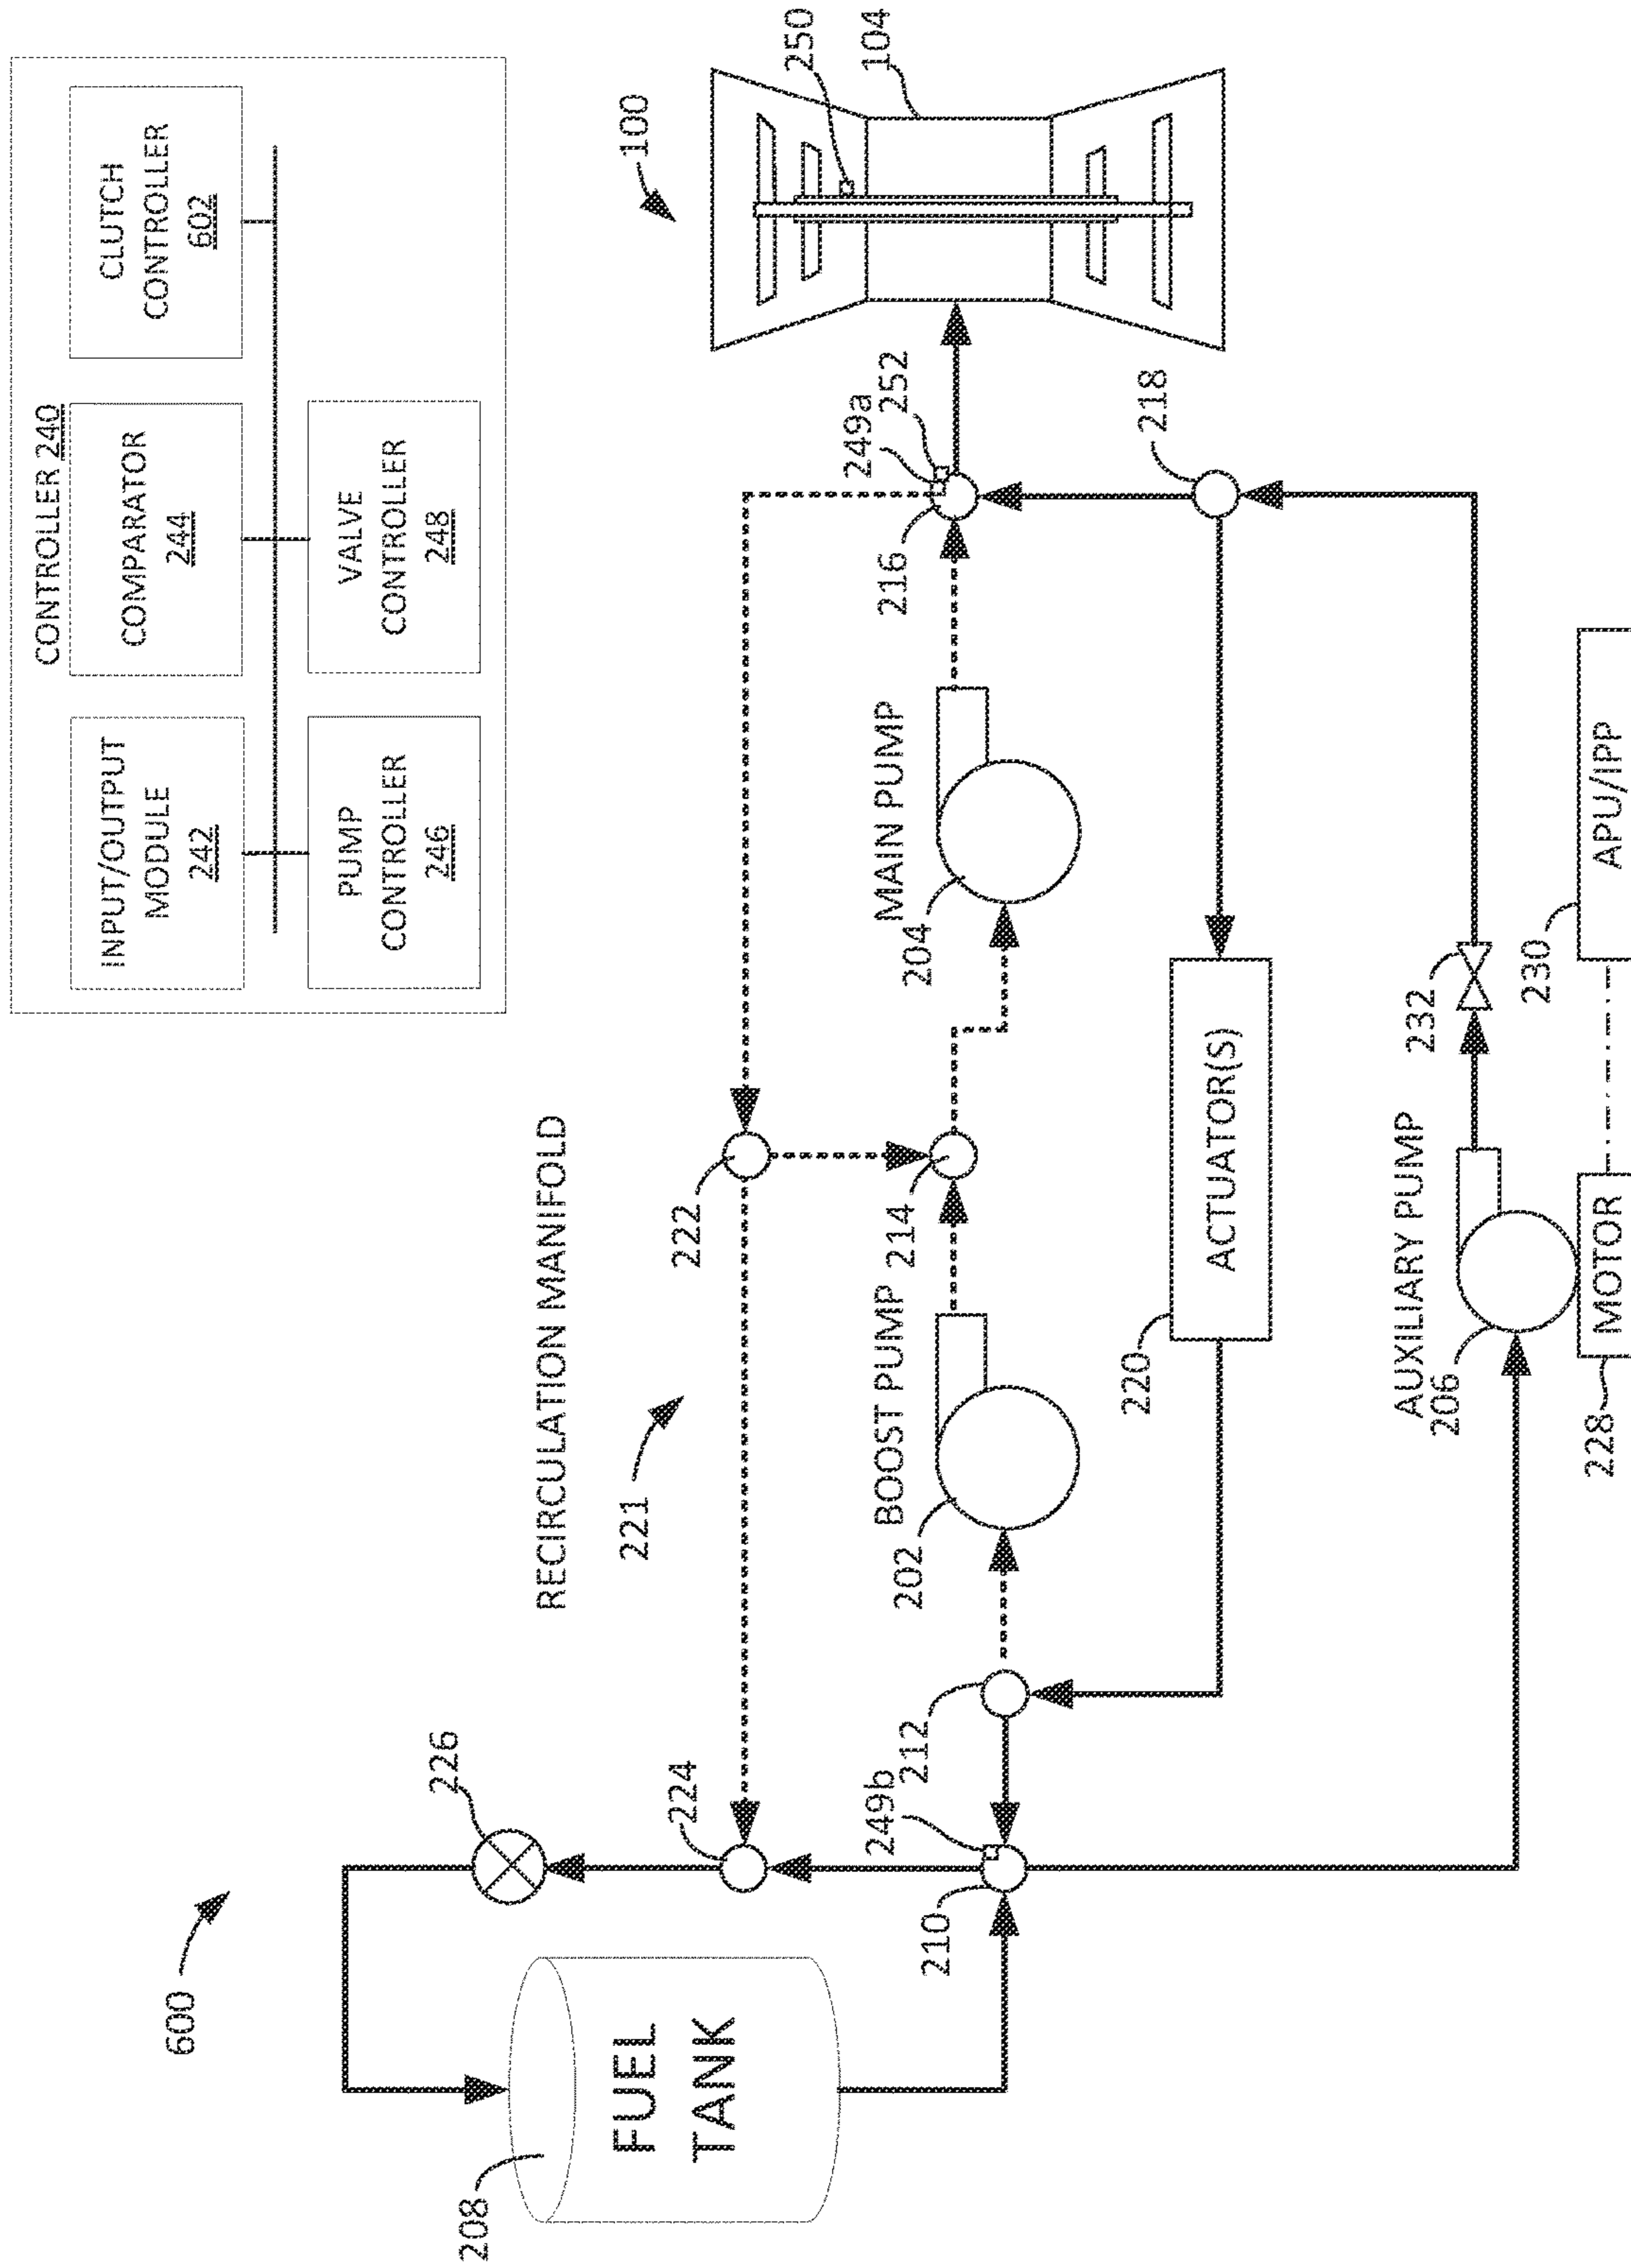 600
CONTROLLER 240
INPUT/OUTPUT
MODULE
242
COMPARATOR
244
CLUTCH
CONTROLLER
602
PUMP
CONTROLLER
246
VALVE
CONTROLLER
248
226
208
FUEL
TANK
224
RECIRCULATION MANIFOLD
221
222
100
250
104
210
249b
212
BOOST PUMP
202
214
MAIN PUMP
204
216
249a
252
218
220
ACTUATOR(S)
AUXILIARY PUMP
206
232
228
MOTOR
230
APU/IPP